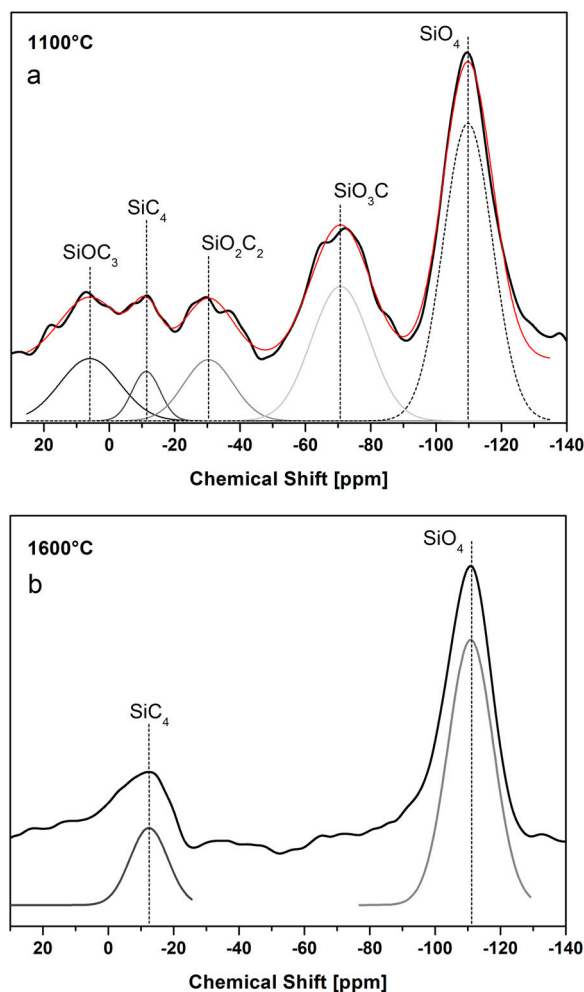 1100°C
a
SiOC₃
SiC₄
SiO₂C₂
SiO₃C
SiO₄
20 0 -20 -40 -60 -80 -100 -120 -140
Chemical Shift [ppm]
1600°C
b
SiC₄
SiO₄
20 0 -20 -40 -60 -80 -100 -120 -140
Chemical Shift [ppm]